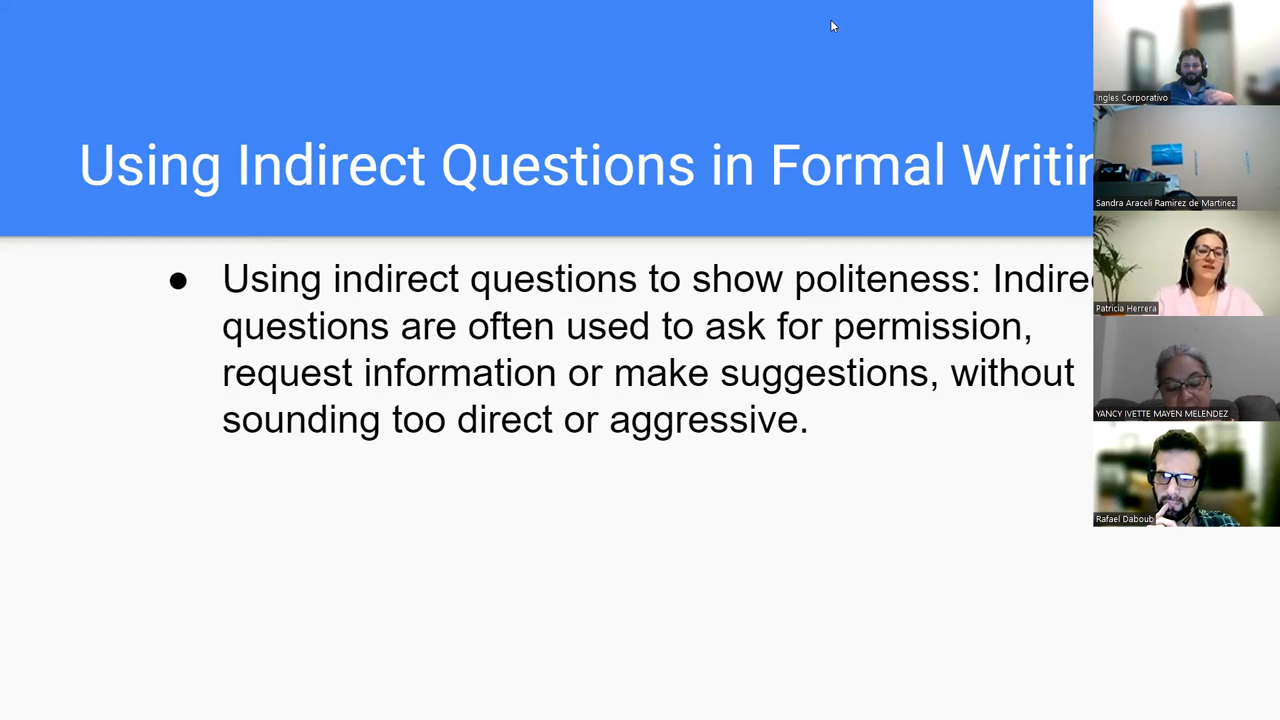 Using Indirect Questions in Formal
● Using indirect questions to show politeness:
questions are often used to ask for permission,
request information or make suggestions, without
sounding too direct or aggressive.
Ingles Corporativo
Sandra Araceli Ramirez de Martinez
Patricia Herrera
YANCY IVETTE MAYEN MELENDEZ
Rafael Daboub